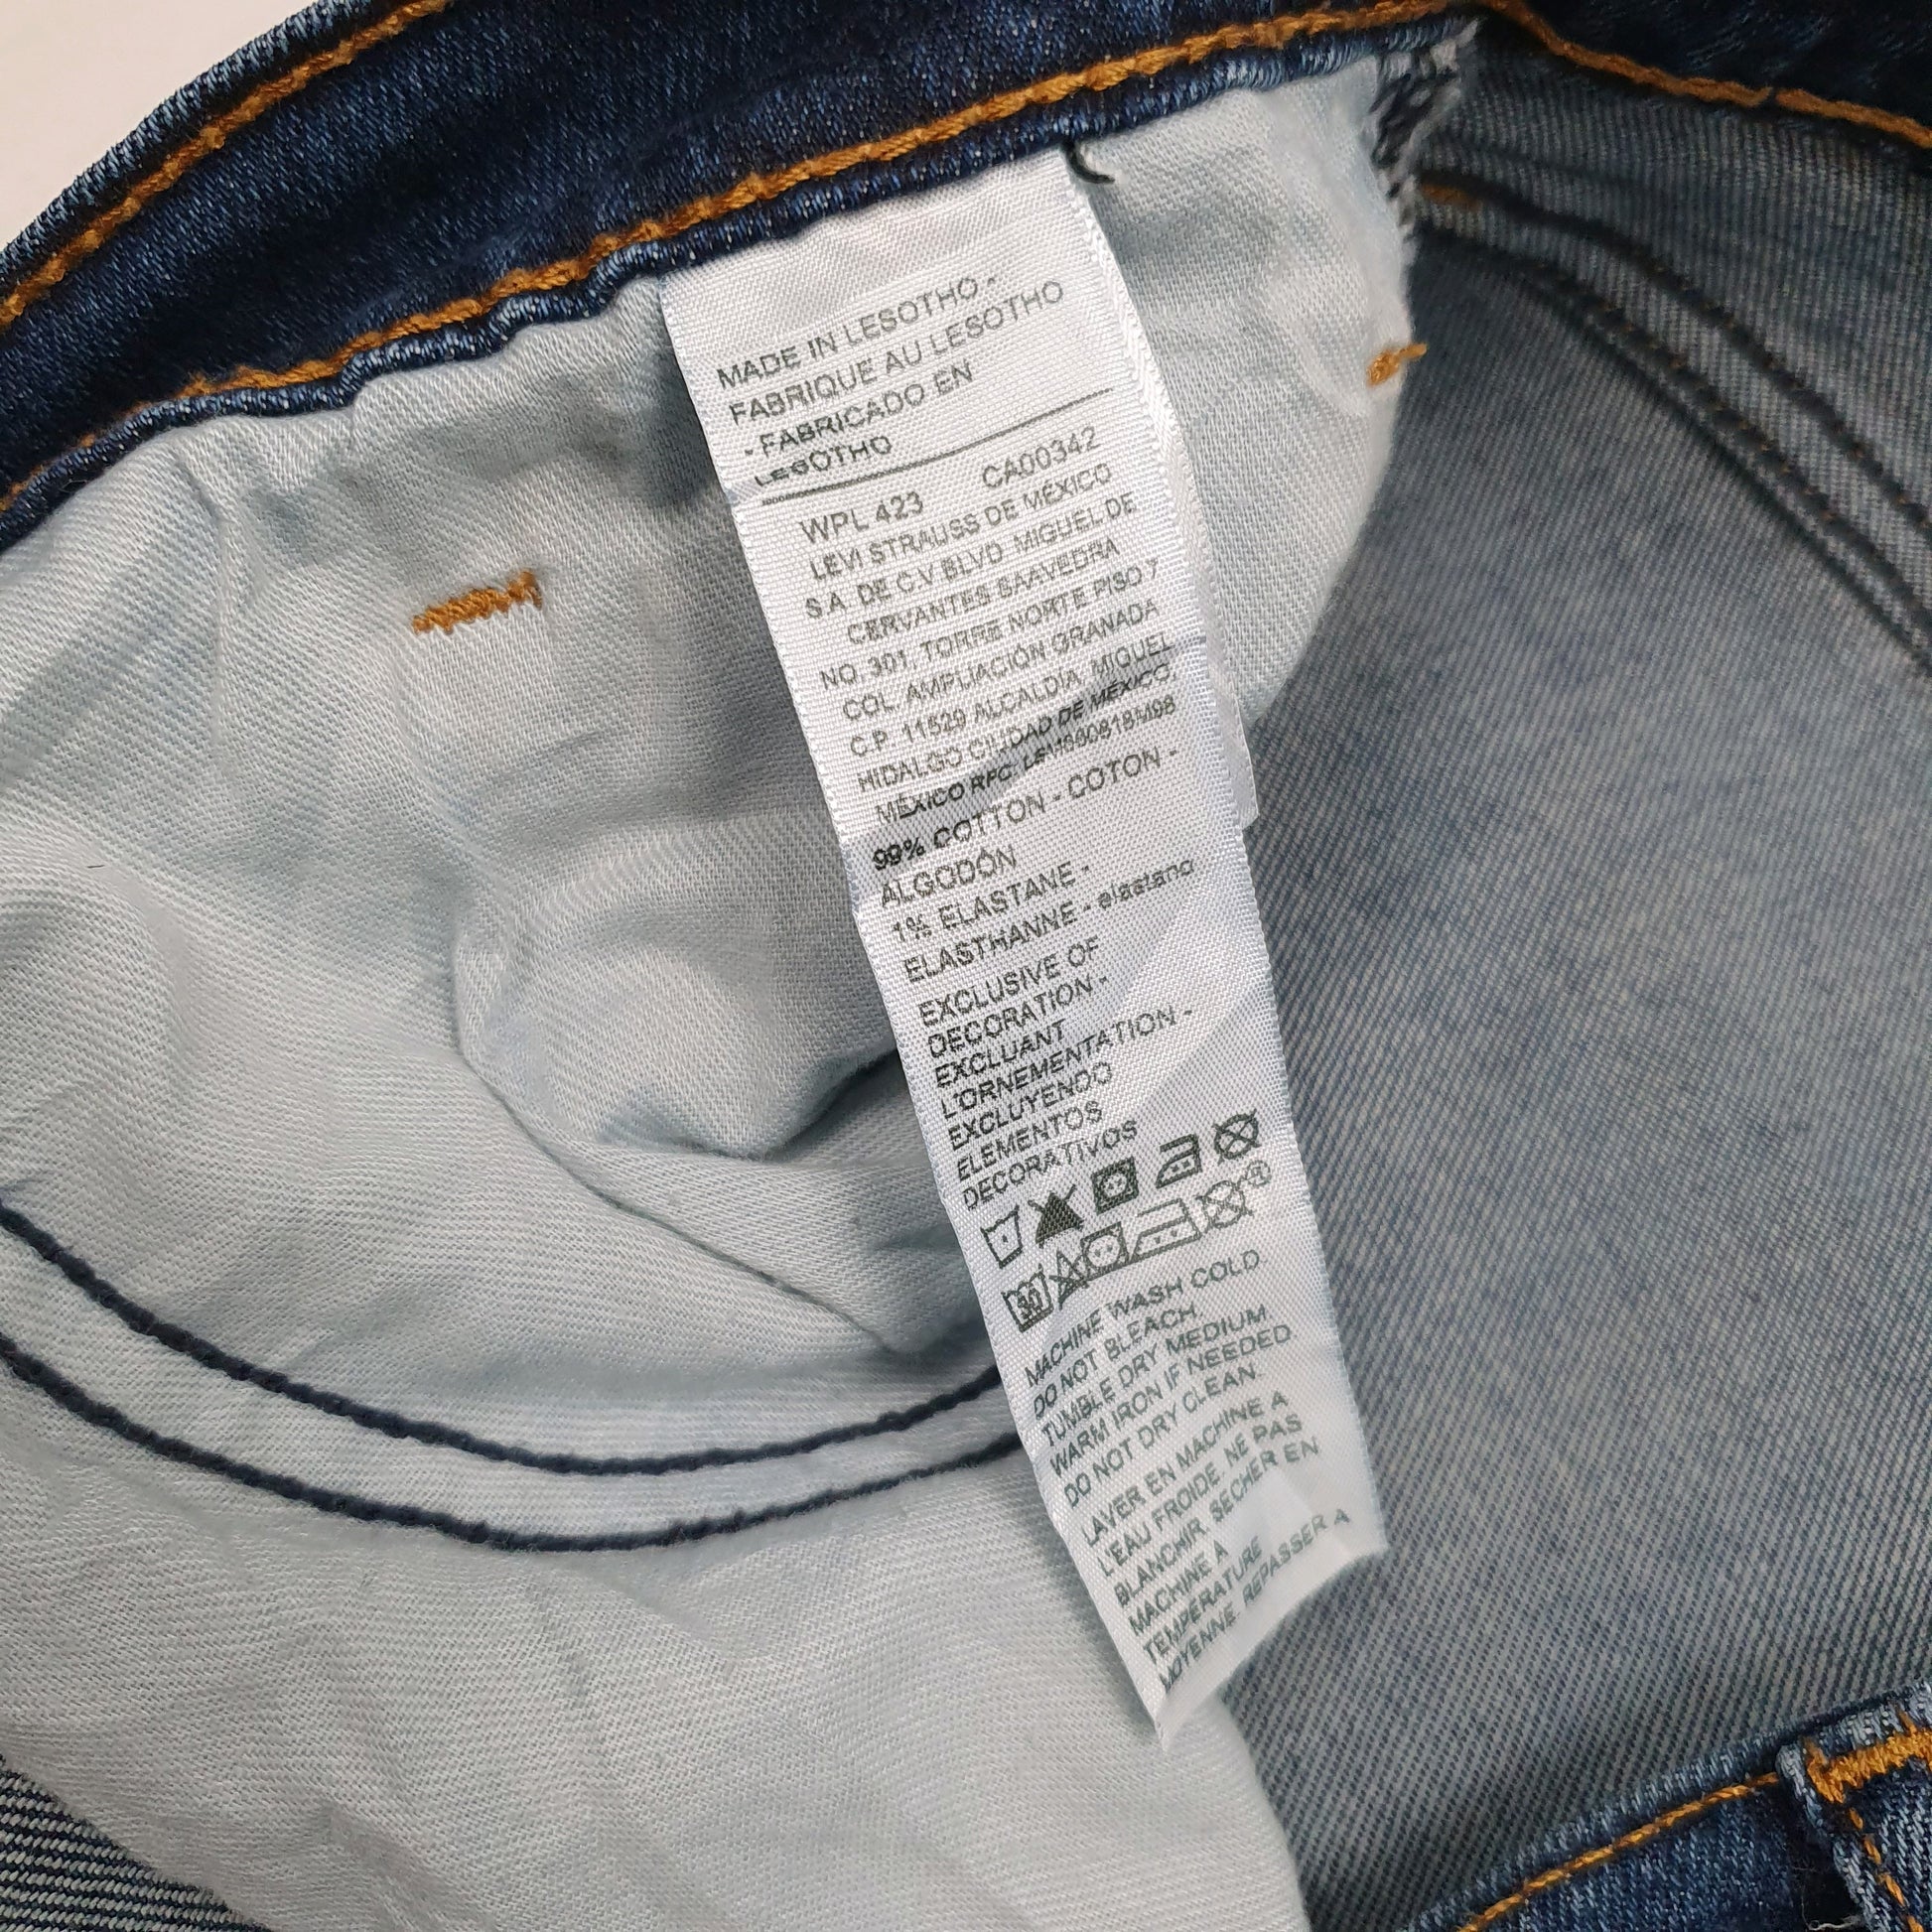 MADE IN LESOTHO -
FABRIQUE AU LESOTHO
- FABRICADO EN
LESOTHO
WPL 423 CA00342
LEVI STRAUSS DE MÉXICO
S.A. DE C.V BLVD. MIGUEL DE
CERVANTES SAAVEDRA
NO. 301, TORRE NORTE PISO 7
COL. AMPLIACIÓN GRANADA
C.P. 11529 ALCALDÍA, MIGUEL
HIDALGO CIUDAD DE MÉXICO,
MÉXICO RFC:
99% COTTON - COTON -
ALGODÓN
1% ELASTANE -
ELASTHANNE - elastano
EXCLUSIVE OF
DECORATION -
EXCLUANT
L'ORNEMENTATION -
EXCLUYENDO
ELEMENTOS
DECORATIVOS
30
MACHINE WASH COLD.
DO NOT BLEACH.
TUMBLE DRY MEDIUM
WARM IRON IF NEEDED
DO NOT DRY CLEAN.
LAVER EN MACHINE A
L'EAU FROIDE. NE PAS
BLANCHIR. SECHER EN
MACHINE A
TEMPERATURE
MOYENNE. REPASSER A